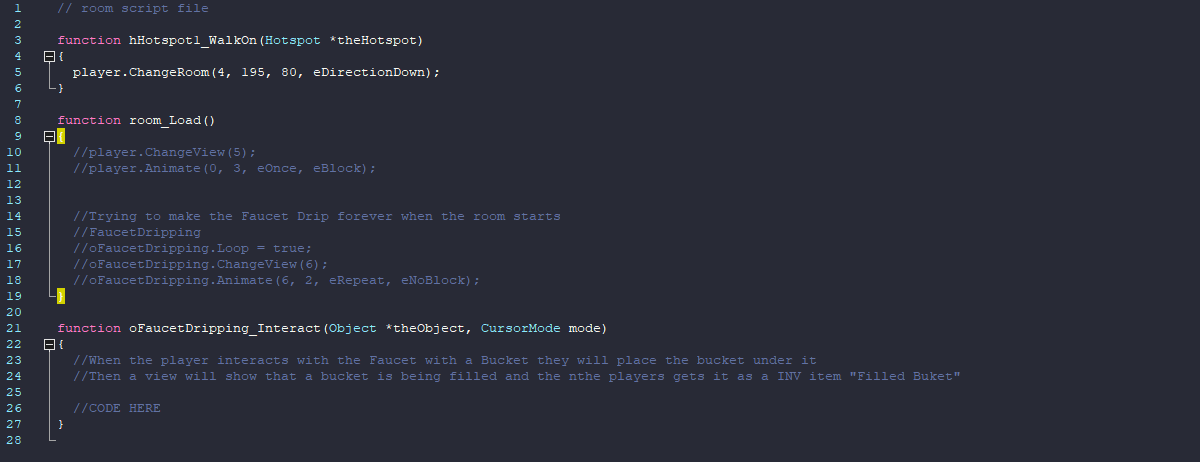 1 // room script file
2
3 function hHotspot1_WalkOn(Hotspot *theHotspot)
4 {
5 player.ChangeRoom(4, 195, 80, eDirectionDown);
6 }
7
8 function room_Load()
9 {
10 //player.ChangeView(5);
11 //player.Animate(0, 3, eOnce, eBlock);
12
13
14 //Trying to make the Faucet Drip forever when the room starts
15 //FaucetDripping
16 //oFaucetDripping.Loop = true;
17 //oFaucetDripping.ChangeView(6);
18 //oFaucetDripping.Animate(6, 2, eRepeat, eNoBlock);
19 }
20
21 function oFaucetDripping_Interact(Object *theObject, CursorMode mode)
22 {
23 //When the player interacts with the Faucet with a Bucket they will place the bucket under it
24 //Then a view will show that a bucket is being filled and the nthe players gets it as a INV item "Filled Buket"
25
26 //CODE HERE
27 }
28